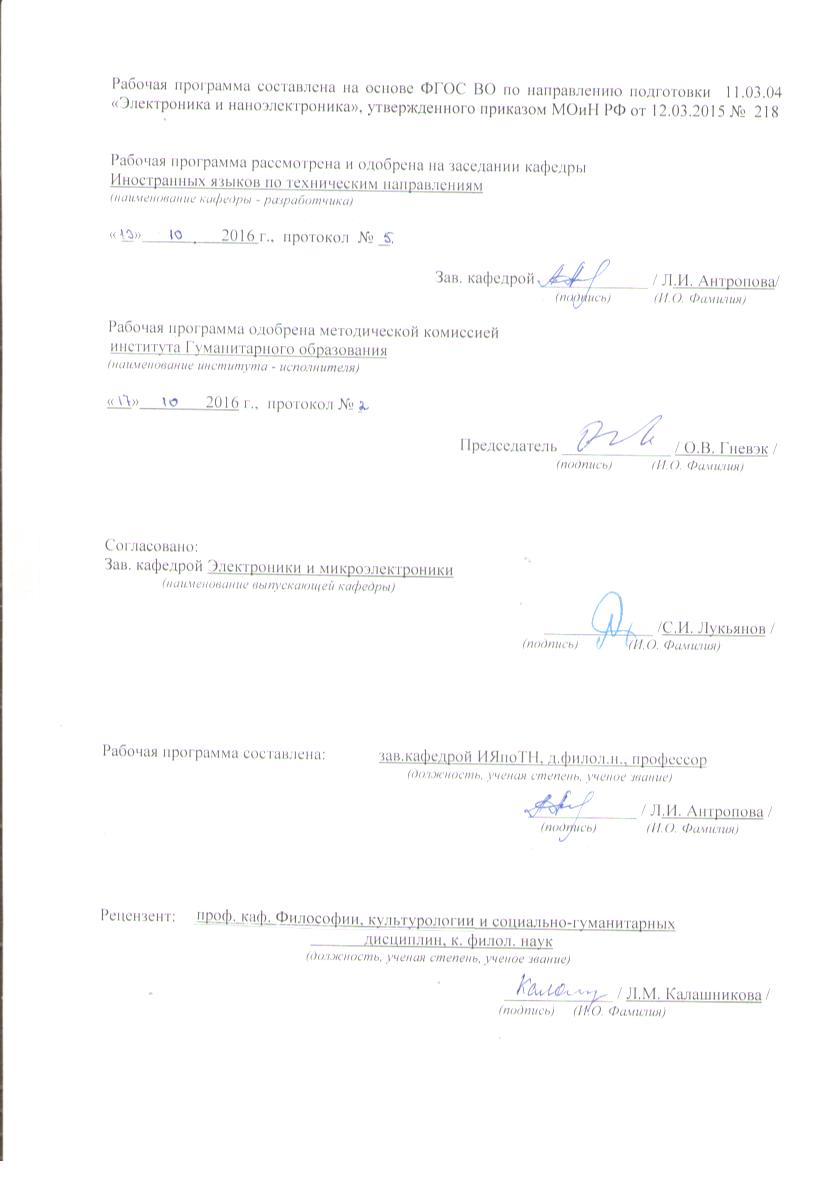 Рабочая программа составлена на основе ФГОС ВО по направлению подготовки 11.03.04
«Электроника и наноэлектроника», утвержденного приказом МОиН РФ от 12.03.2015 № 218
Рабочая программа рассмотрена и одобрена на заседании кафедры
Иностранных языков по техническим направлениям
(наименование кафедры - разработчика)
«13» 10 2016 г., протокол № 5.
Зав. кафедрой / Л.И. Антропова/
(подпись) (И.О. Фамилия)
Рабочая программа одобрена методической комиссией
института Гуманитарного образования
(наименование института - исполнителя)
«17» 10 2016 г., протокол № 2
Председатель / О.В. Гневэк /
(подпись) (И.О. Фамилия)
Согласовано:
Зав. кафедрой Электроники и микроэлектроники
(наименование выпускающей кафедры)
/С.И. Лукьянов /
(подпись) (И.О. Фамилия)
Рабочая программа составлена: зав.кафедрой ИЯпоТН, д.филол.н., профессор
(должность, ученая степень, ученое звание)
/ Л.И. Антропова /
(подпись) (И.О. Фамилия)
Рецензент: проф. каф. Философии, культурологии и социально-гуманитарных
дисциплин, к. филол. наук
(должность, ученая степень, ученое звание)
/ Л.М. Калашникова /
(подпись) (И.О. Фамилия)